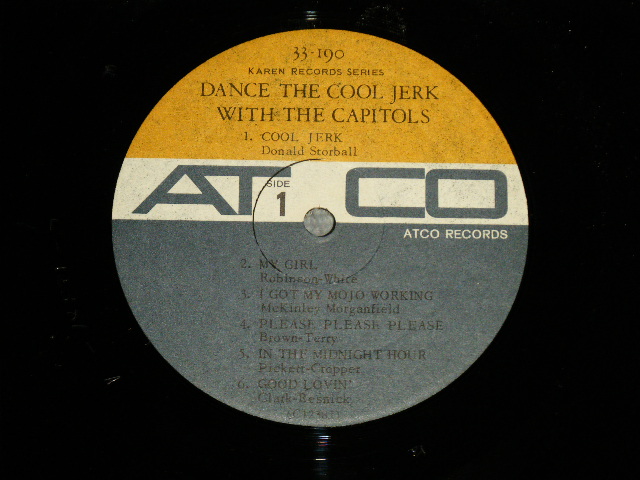 33-190
KAREN RECORDS SERIES
DANCE THE COOL JERK
WITH THE CAPITOLS
1. COOL JERK
Donald Storball
ATCO
SIDE
1
ATCO RECORDS
2. MY GIRL
Robinson-White
3. I GOT MY MOJO WORKING
McKinley Morganfield
4. PLEASE PLEASE PLEASE
Brown-Terry
5. IN THE MIDNIGHT HOUR
Pickett-Cropper
6. GOOD LOVIN'
Clark-Resnick